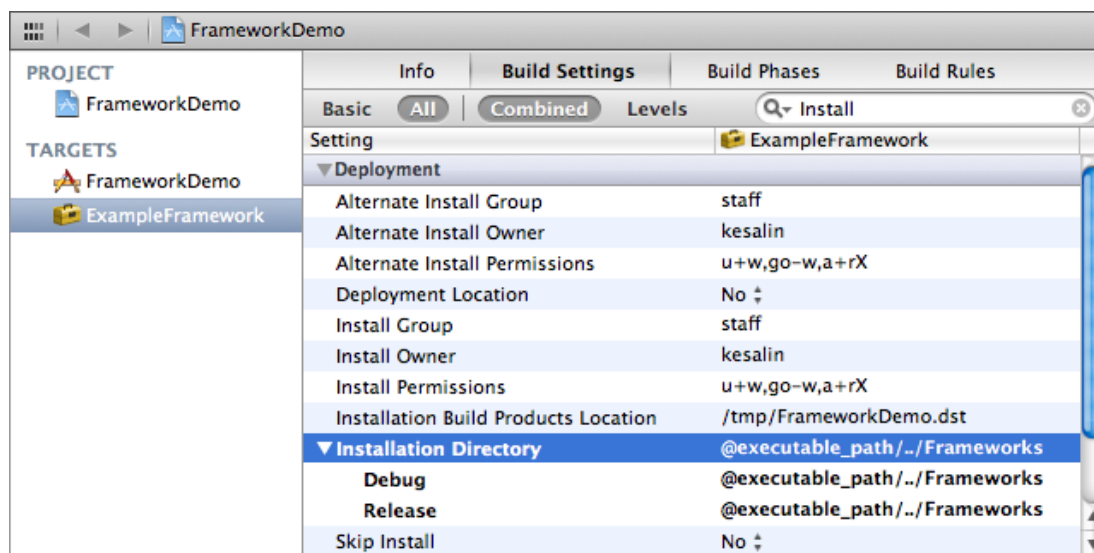 FrameworkDemo
PROJECT
FrameworkDemo
TARGETS
FrameworkDemo
ExampleFramework
Info Build Settings Build Phases Build Rules
Basic All Combined Levels Install
Setting ExampleFramework
Deployment
Alternate Install Group staff
Alternate Install Owner kesalin
Alternate Install Permissions u+w,go-w,a+rX
Deployment Location No
Install Group staff
Install Owner kesalin
Install Permissions u+w,go-w,a+rX
Installation Build Products Location /tmp/FrameworkDemo.dst
Installation Directory @executable_path/../Frameworks
Debug @executable_path/../Frameworks
Release @executable_path/../Frameworks
Skip Install No